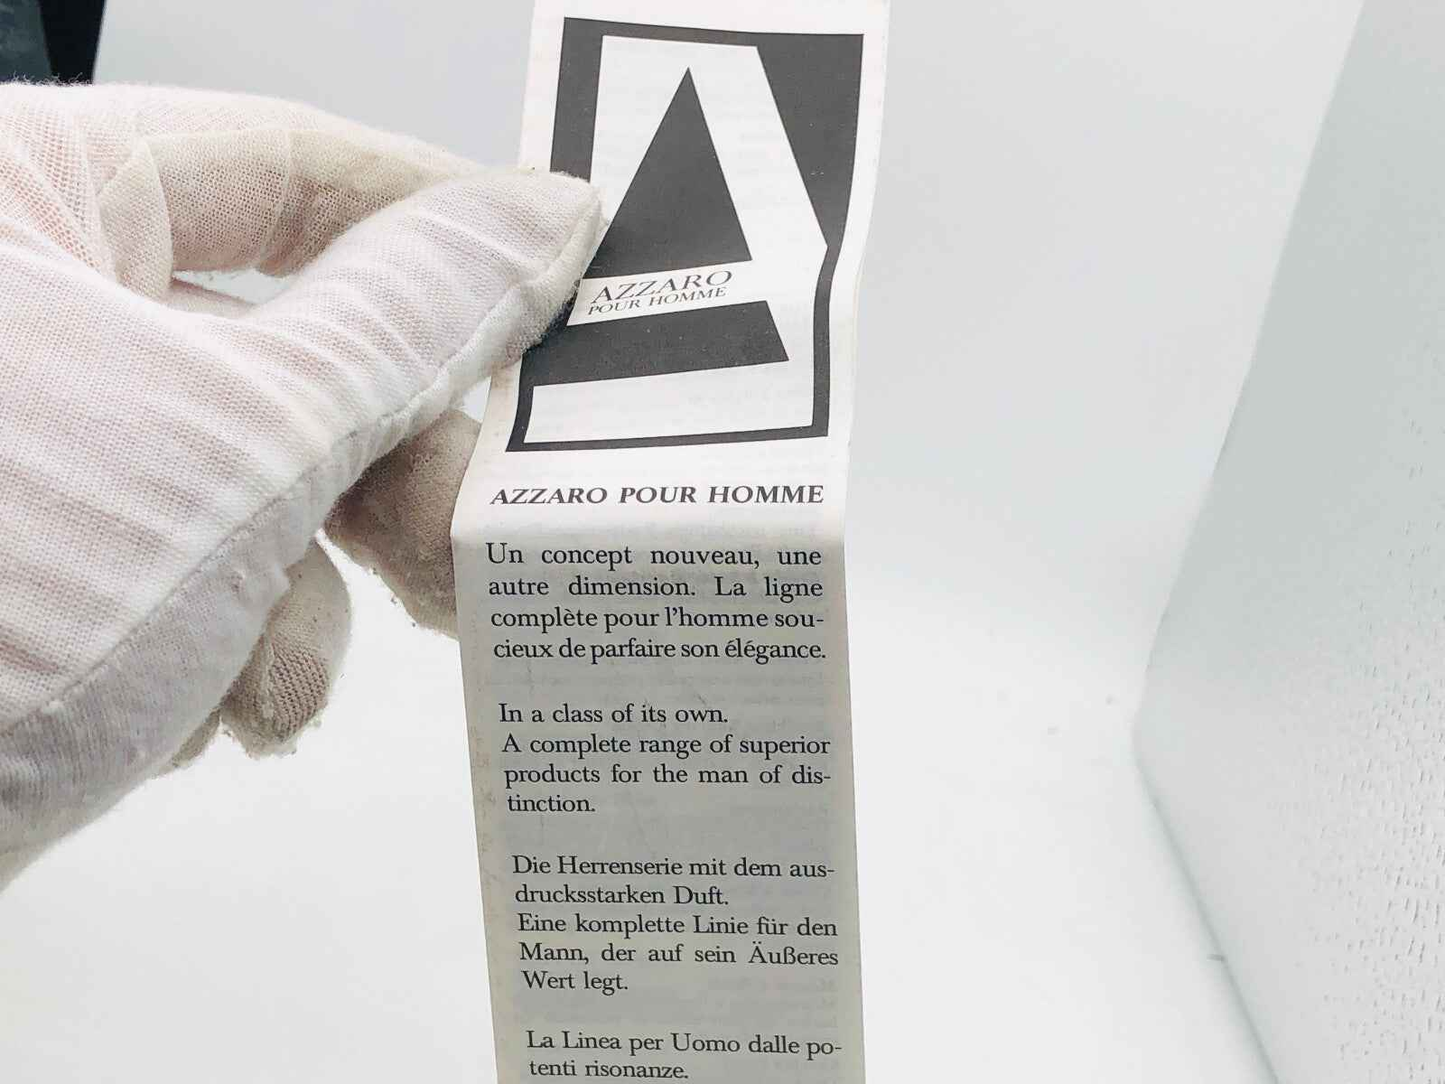 AZZARO
POUR HOMME
AZZARO POUR HOMME
Un concept nouveau, une
autre dimension. La ligne
complète pour l'homme sou-
cieux de parfaire son élégance.
In a class of its own.
A complete range of superior
products for the man of dis-
tinction.
Die Herrenserie mit dem aus-
drucksstarken Duft.
Eine komplette Linie für den
Mann, der auf sein Äußeres
Wert legt.
La Linea per Uomo dalle po-
tenti risonanze.